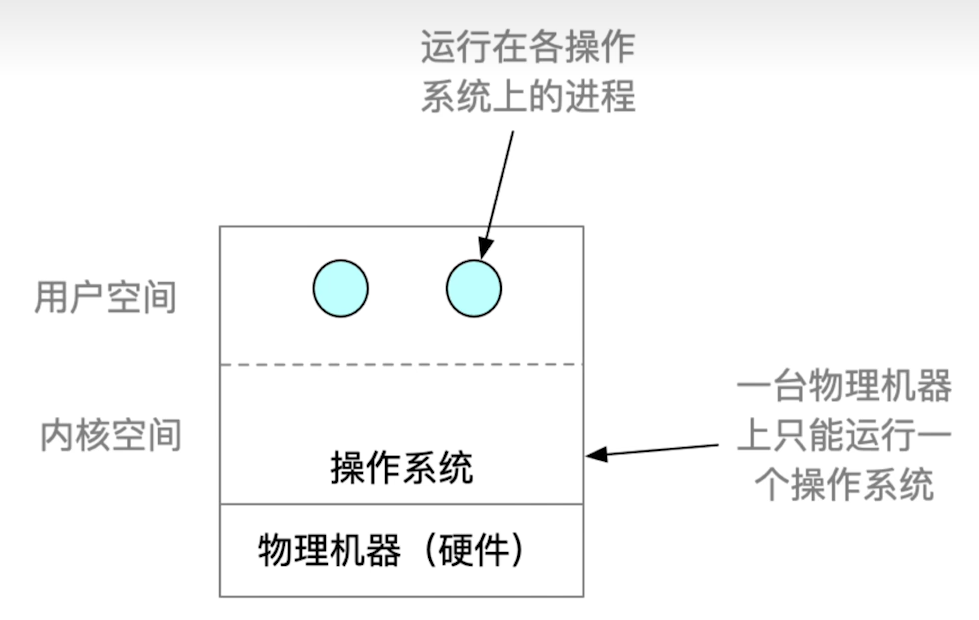 运行在各操作
系统上的进程
用户空间
一台物理机器
上只能运行一
个操作系统
内核空间
操作系统
物理机器（硬件）